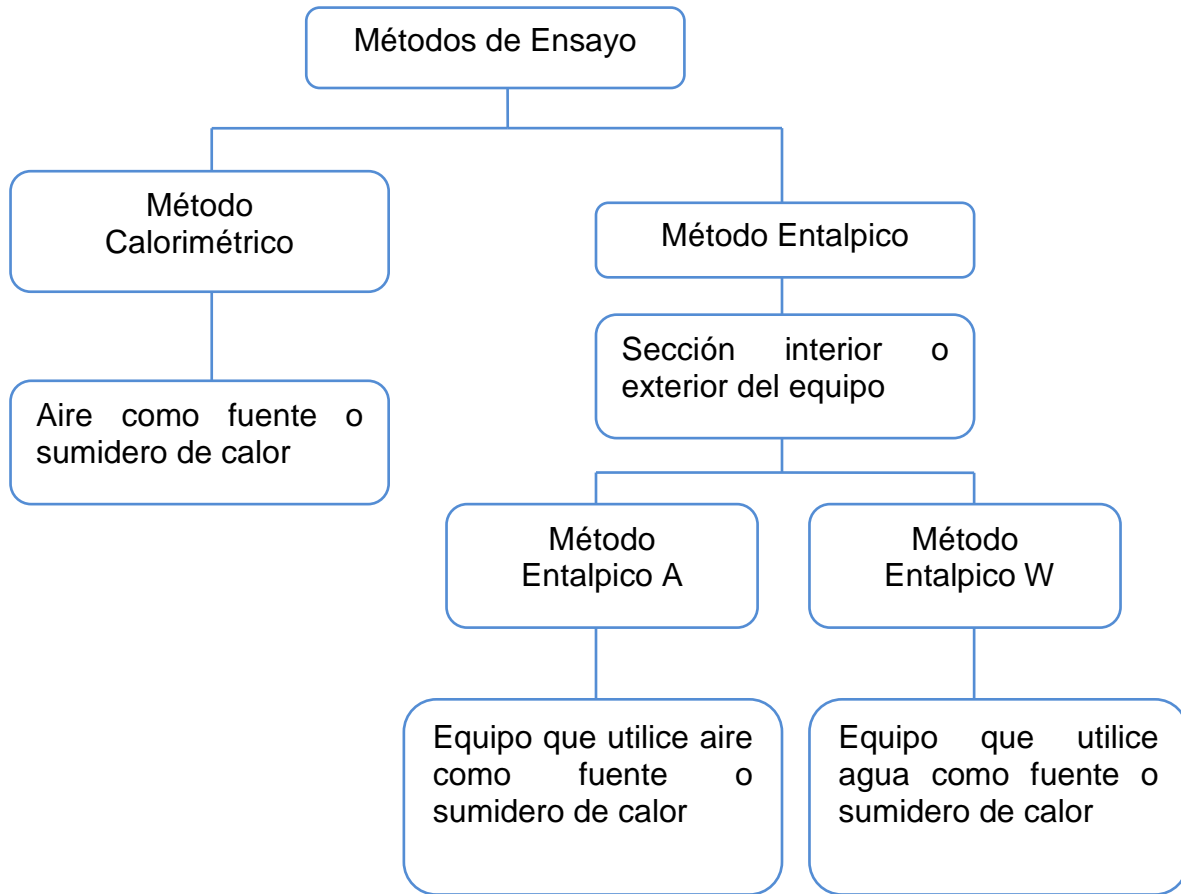 Métodos de Ensayo
Método
Calorimétrico
Método Entalpico
Sección interior o
exterior del equipo
Aire como fuente o
sumidero de calor
Método
Entalpico A
Método
Entalpico W
Equipo que utilice aire
como fuente o
sumidero de calor
Equipo que utilice
agua como fuente o
sumidero de calor